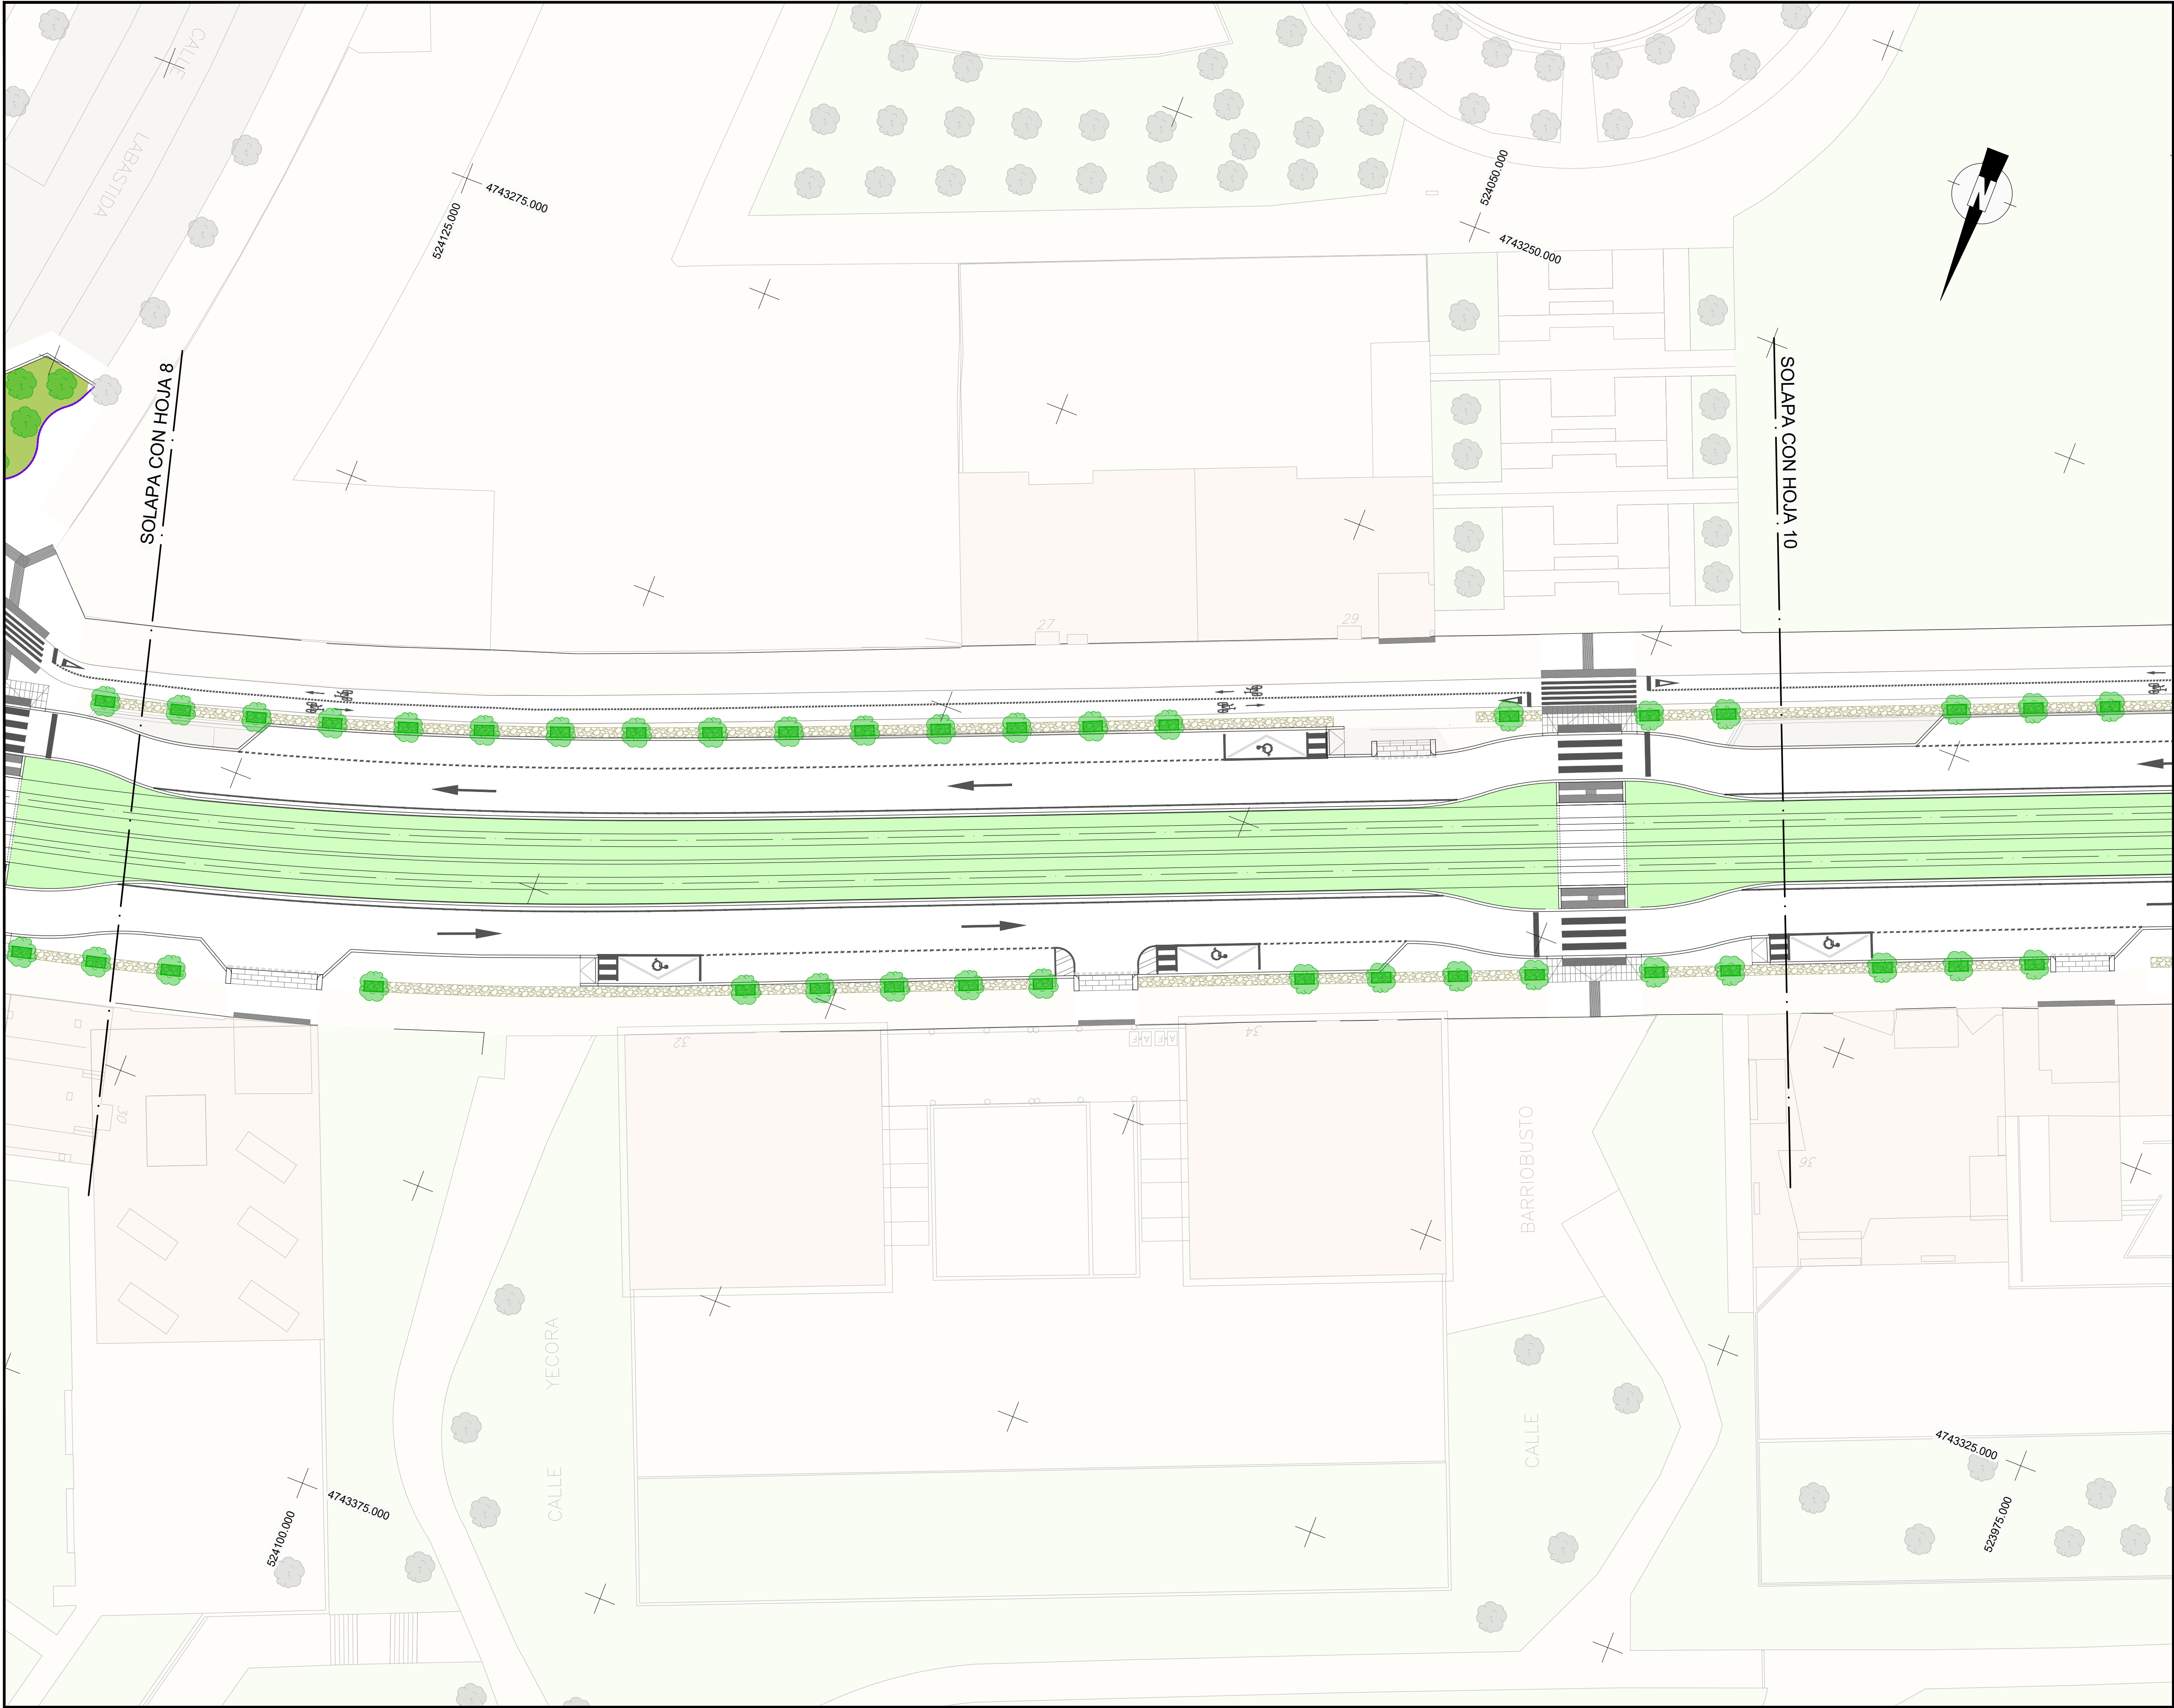 CALLE
LABASTIDA
4743275.000
524125.000
524050.000
4743250.000
N
SOLAPA CON HOJA 8
SOLAPA CON HOJA 10
27
29
32
34
A
F
A
F
30
36
BARRIOBUSTO
CALLE
YECORA
CALLE
4743325.000
523975.000
4743375.000
524100.000